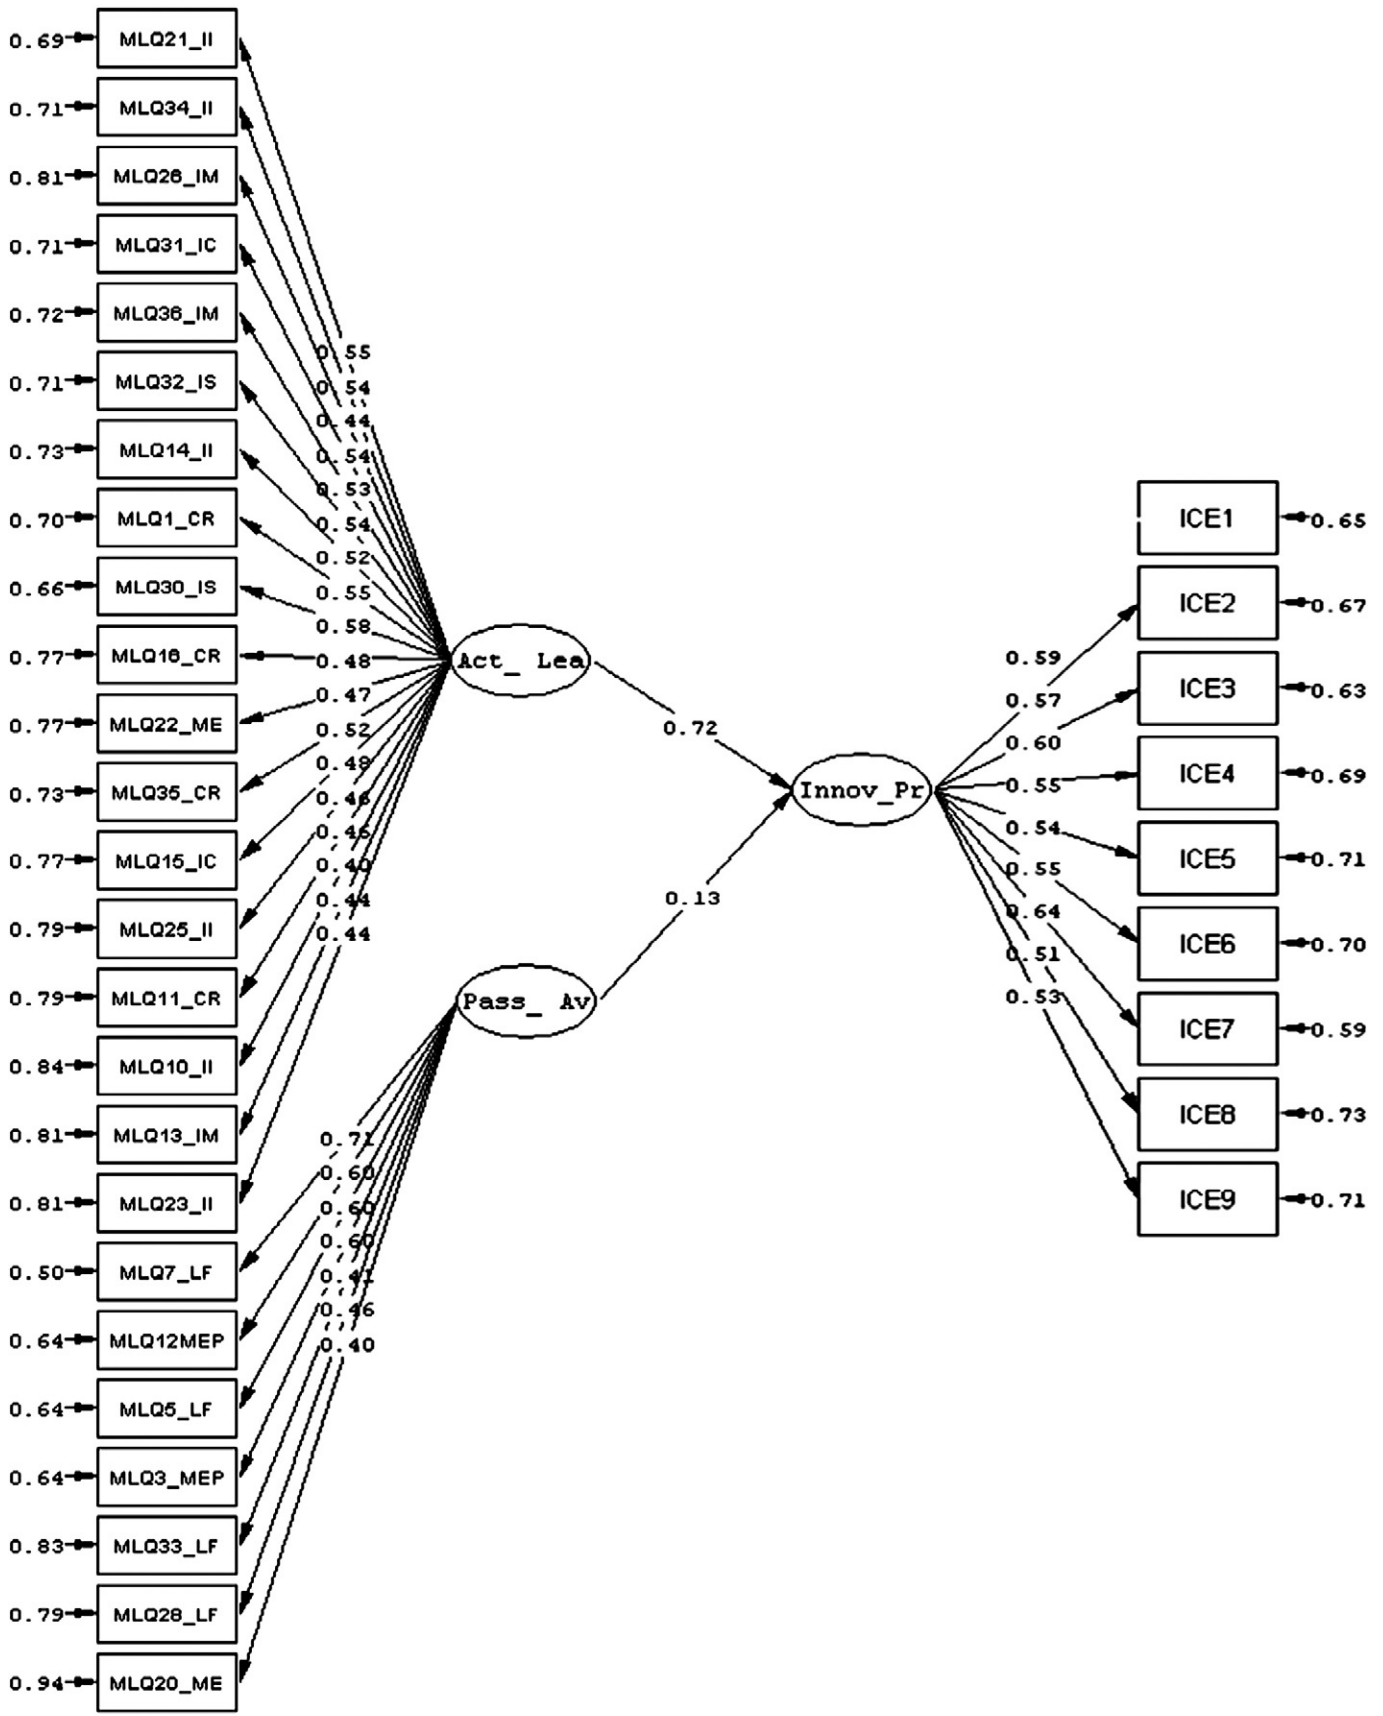 0.69 MLQ21_II
0.71 MLQ34_II
0.81 MLQ26_IM
0.71 MLQ31_IC
0.72 MLQ36_IM
0.71 MLQ32_IS
0.73 MLQ14_II
0.70 MLQ1_CR
0.66 MLQ30_IS
0.77 MLQ16_CR
0.77 MLQ22_ME
0.73 MLQ35_CR
0.77 MLQ15_IC
0.79 MLQ25_II
0.79 MLQ11_CR
0.84 MLQ10_II
0.81 MLQ13_IM
0.81 MLQ23_II
0.50 MLQ7_LF
0.64 MLQ12MEP
0.64 MLQ5_LF
0.64 MLQ3_MEP
0.83 MLQ33_LF
0.79 MLQ28_LF
0.94 MLQ20_ME
0.55
0.54
0.44
0.54
0.53
0.54
0.52
0.55
0.58
0.48
0.47
0.52
0.48
0.46
0.46
0.40
0.44
0.44
0.71
0.60
0.60
0.60
0.41
0.46
0.40
Act_ Lea
Pass_ Av
0.72
0.13
Innov_Pr
0.59
0.57
0.60
0.55
0.54
0.55
0.64
0.51
0.53
ICE1 0.65
ICE2 0.67
ICE3 0.63
ICE4 0.69
ICE5 0.71
ICE6 0.70
ICE7 0.59
ICE8 0.73
ICE9 0.71